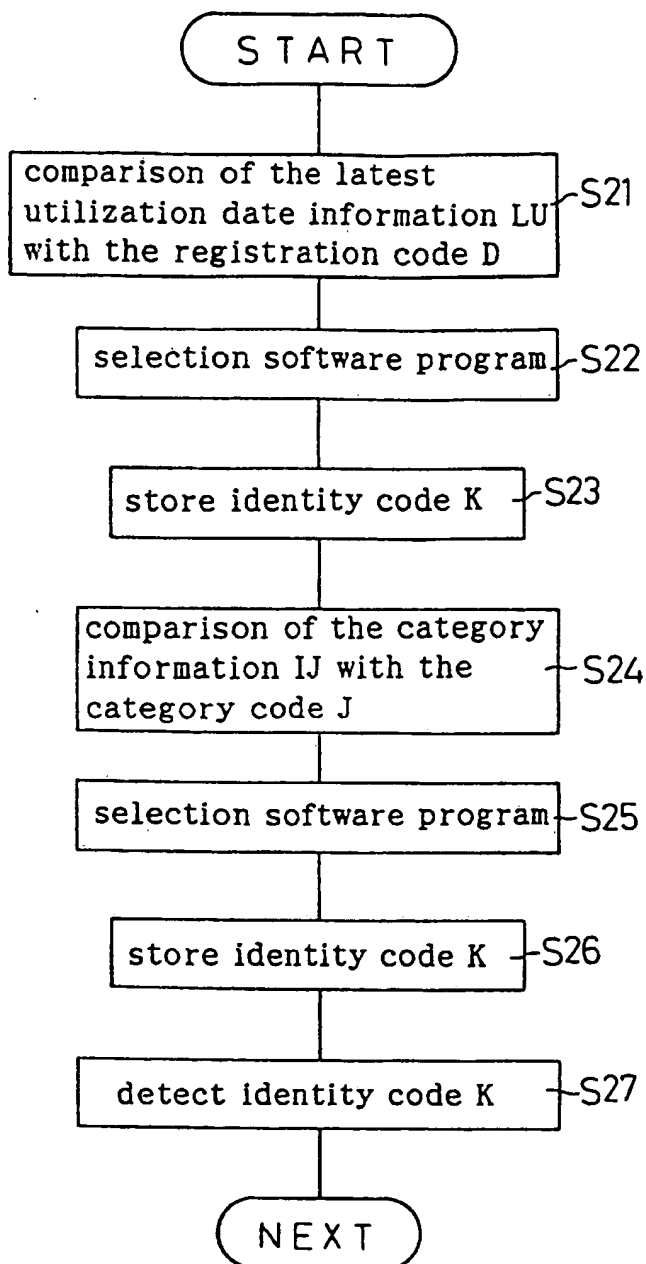 START
comparison of the latest
utilization date information LU
with the registration code D
S21
selection software program
S22
store identity code K
S23
comparison of the category
information IJ with the
category code J
S24
selection software program
S25
store identity code K
S26
detect identity code K
S27
NEXT